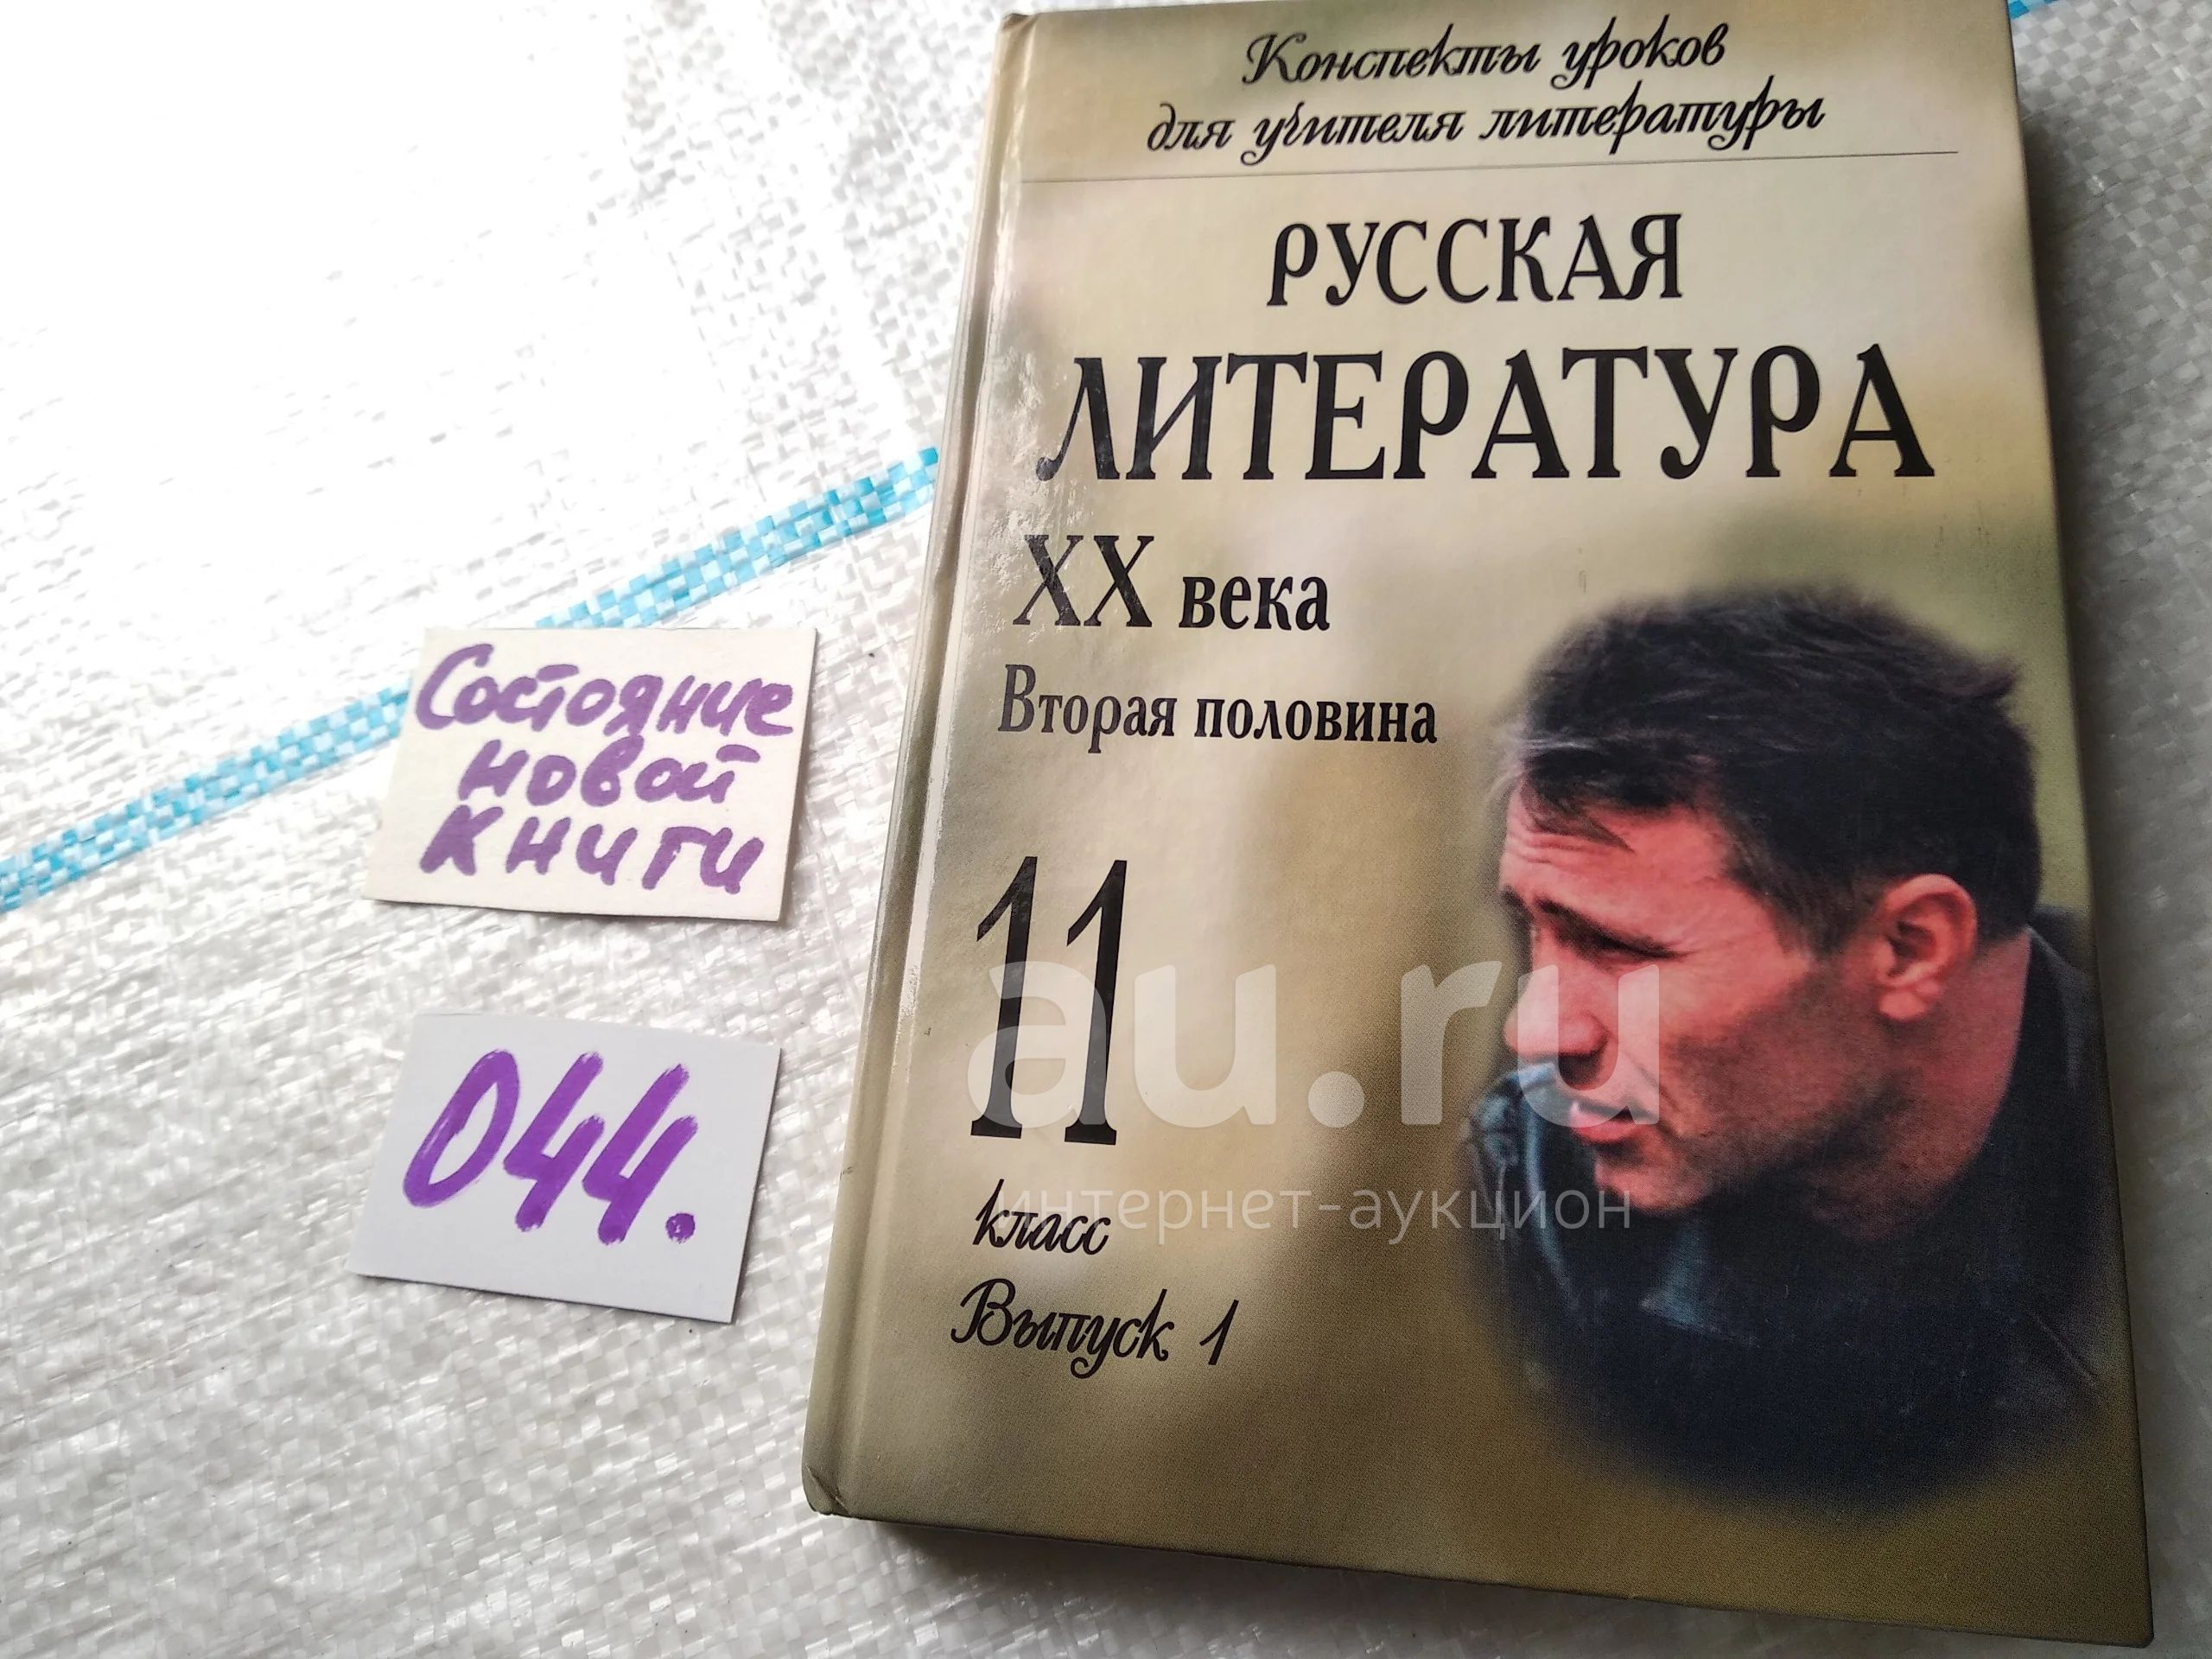 Конспекты уроков
для учителя литературы
РУССКАЯ
ЛИТЕРАТУРА
XX века
Вторая половина
11
класс
Выпуск 1
Состояние
новой
книги
044.
au.ru
интернет-аукцион